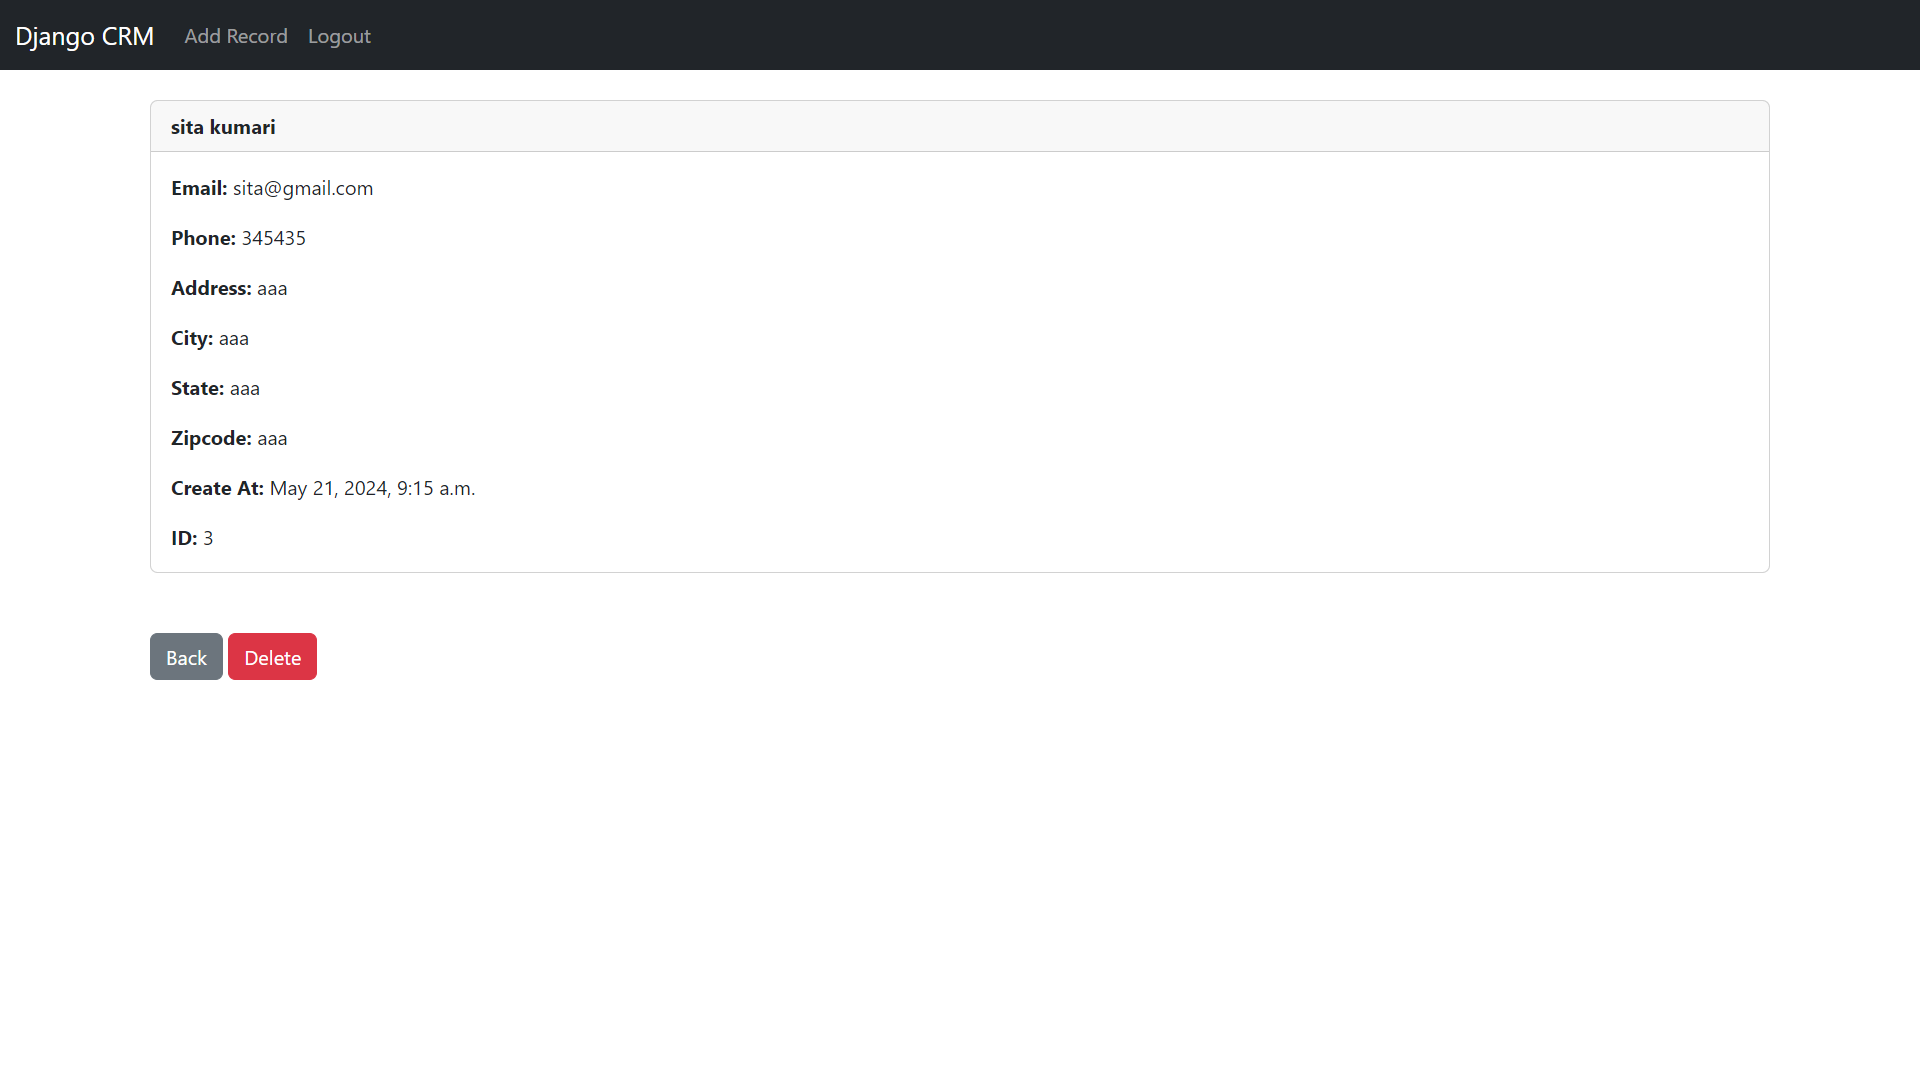 Django CRM Add Record Logout
sita kumari
Email: sita@gmail.com
Phone: 345435
Address: aaa
City: aaa
State: aaa
Zipcode: aaa
Create At: May 21, 2024, 9:15 a.m.
ID: 3
Back Delete